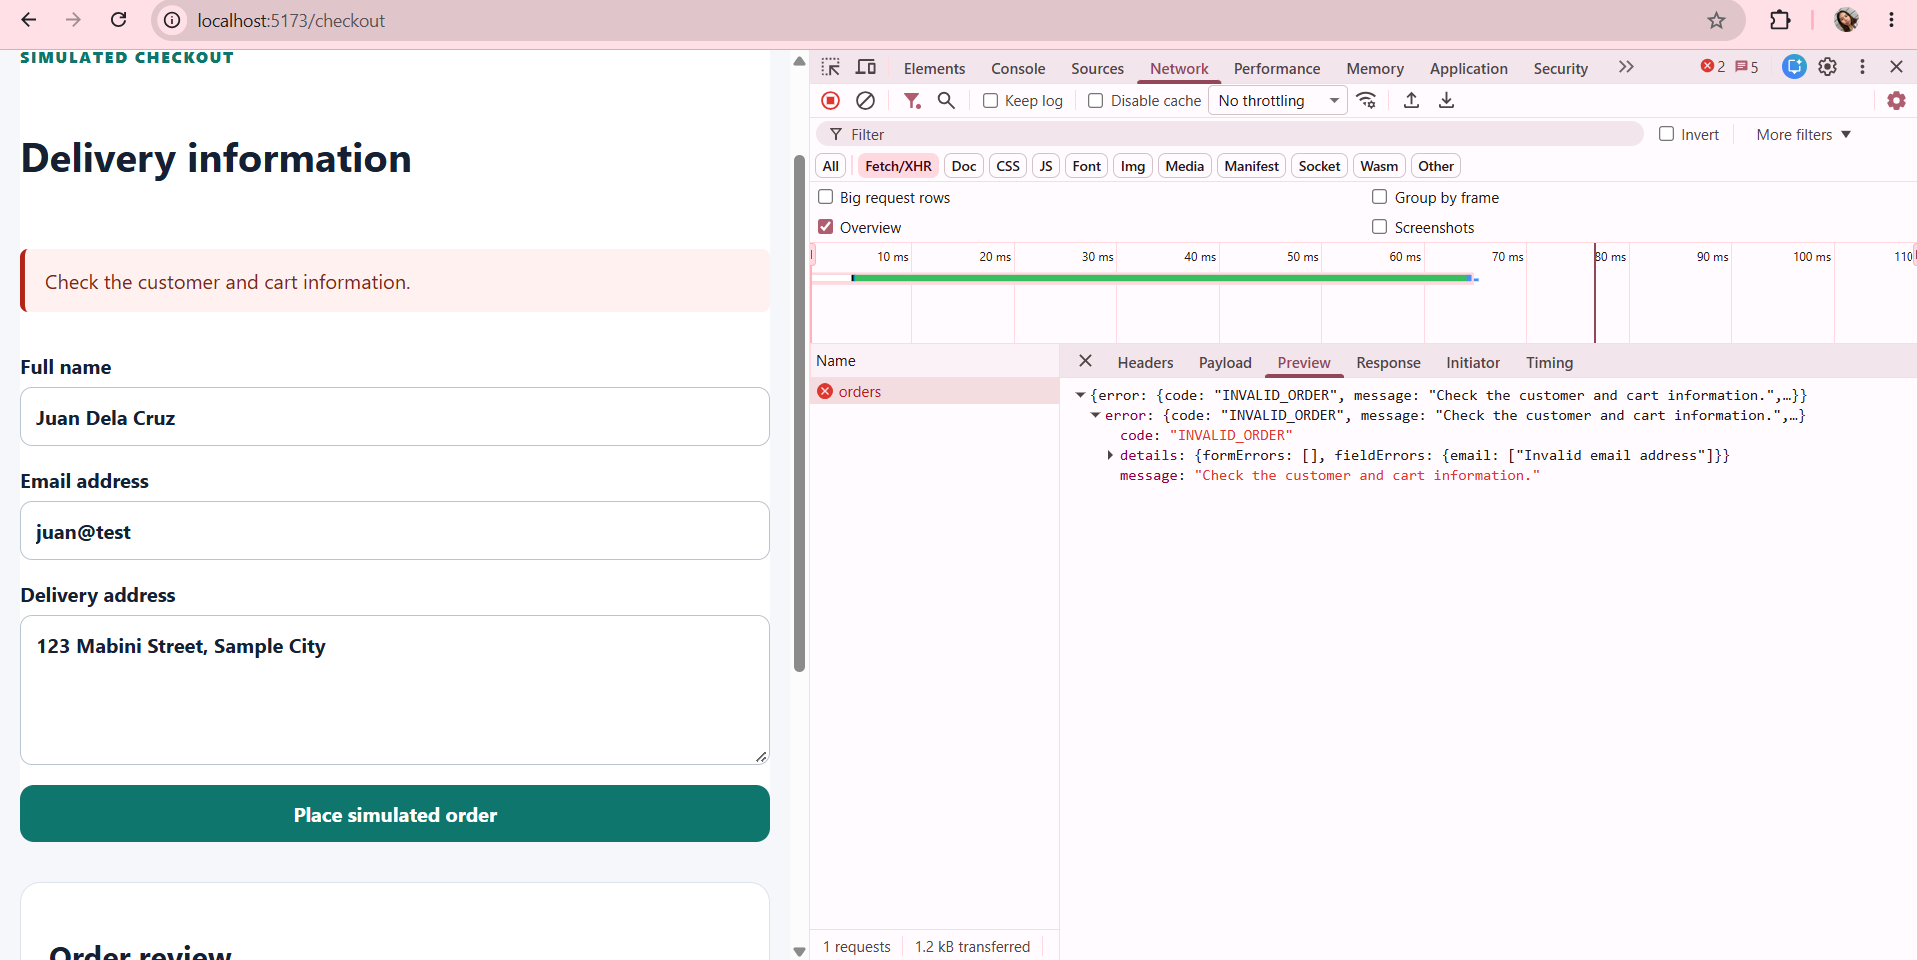 localhost:5173/checkout
SIMULATED CHECKOUT
Delivery information
Check the customer and cart information.
Full name
Juan Dela Cruz
Email address
juan@test
Delivery address
123 Mabini Street, Sample City
Place simulated order
Order review
Elements Console Sources Network Performance Memory Application Security 2 5
Keep log Disable cache No throttling
Filter Invert More filters
All Fetch/XHR Doc CSS JS Font Img Media Manifest Socket Wasm Other
Big request rows Group by frame
Overview Screenshots
10 ms 20 ms 30 ms 40 ms 50 ms 60 ms 70 ms 80 ms 90 ms 100 ms 110
Name
orders
Headers Payload Preview Response Initiator Timing
{error: {code: "INVALID_ORDER", message: "Check the customer and cart information.",…}}
error: {code: "INVALID_ORDER", message: "Check the customer and cart information.",…}
code: "INVALID_ORDER"
details: {formErrors: [], fieldErrors: {email: ["Invalid email address"]}}
message: "Check the customer and cart information."
1 requests 1.2 kB transferred